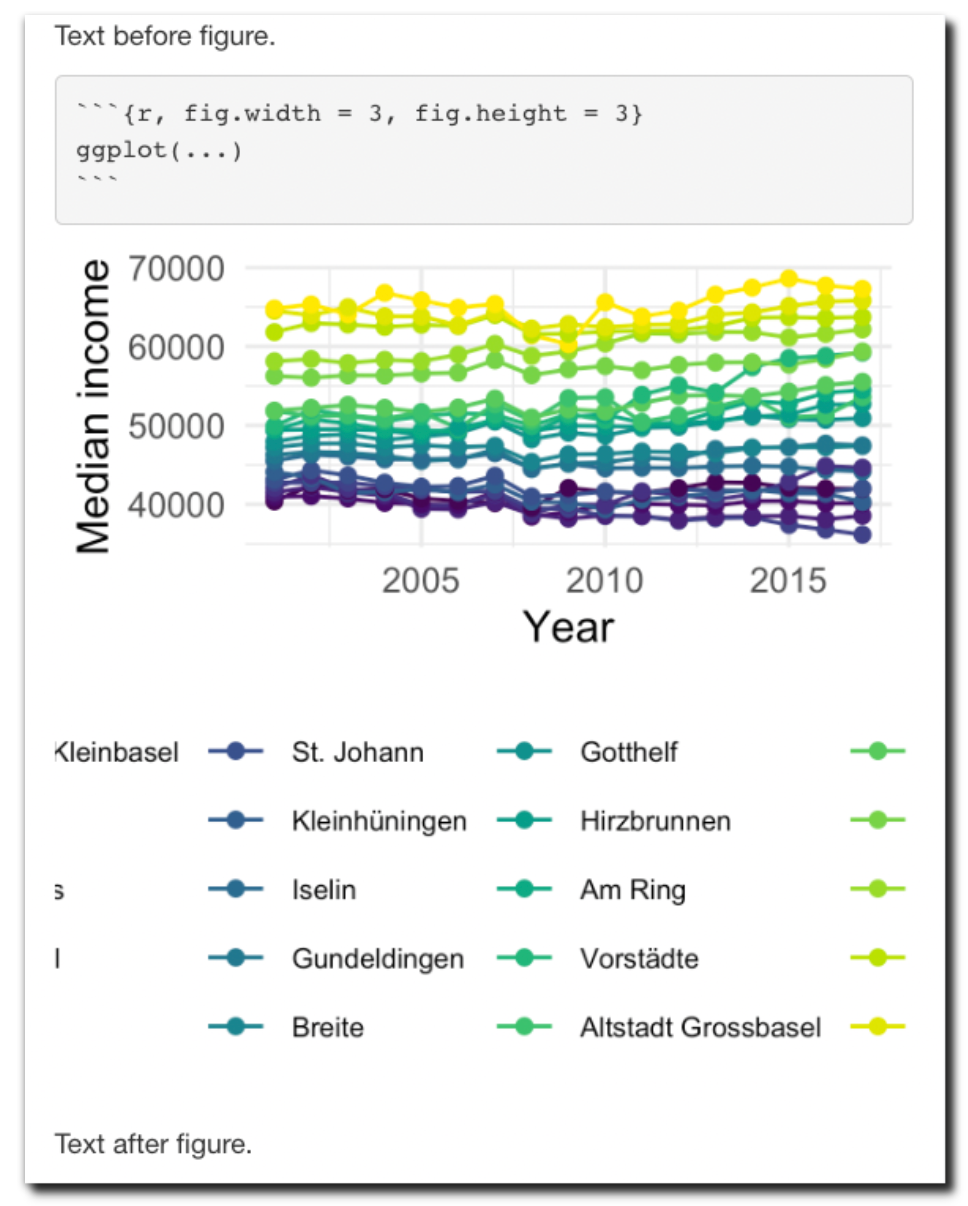 Text before figure.
```{r, fig.width = 3, fig.height = 3}
ggplot(...)
```
70000
60000
50000
40000
Median income
2005 2010 2015
Year
Kleinbasel St. Johann Gotthelf
Kleinhüningen Hirzbrunnen
s Iselin Am Ring
l Gundeldingen Vorstädte
Breite Altstadt Grossbasel
Text after figure.